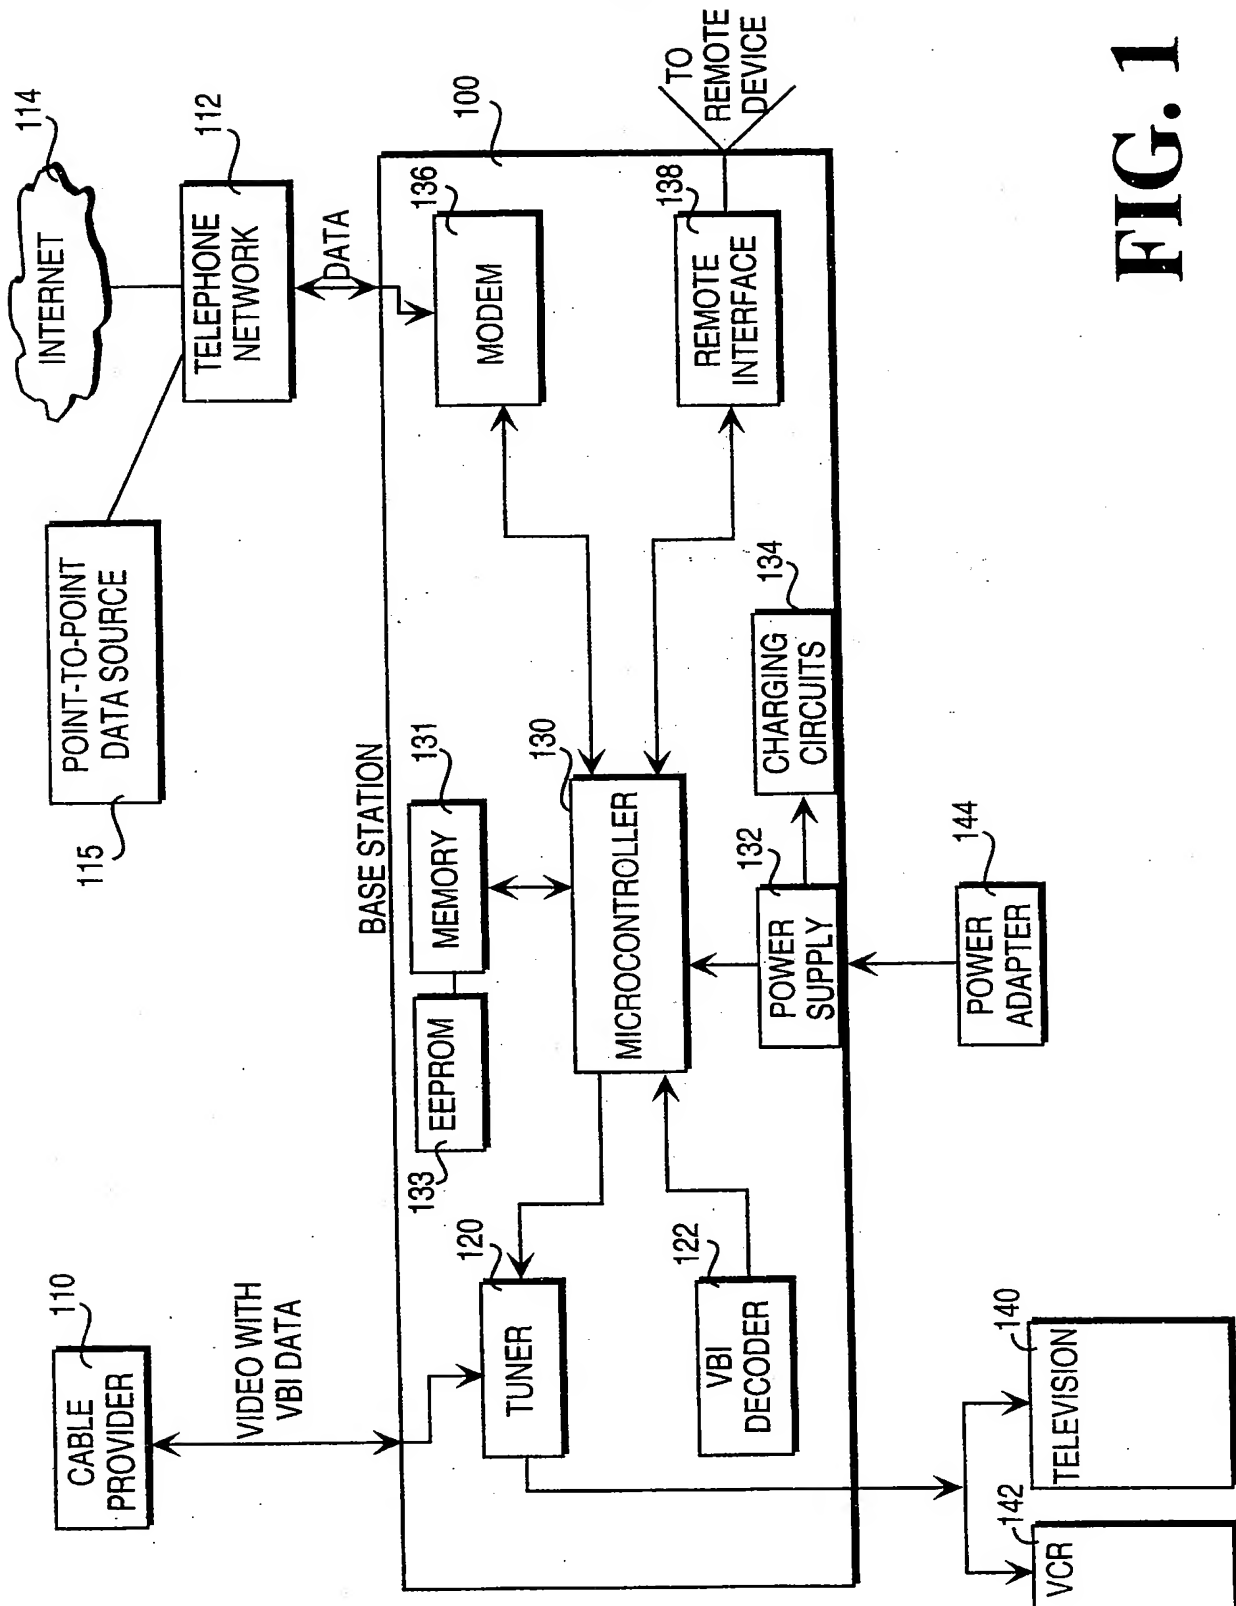 114
INTERNET
112
TELEPHONE
NETWORK
POINT-TO-POINT
DATA SOURCE
115
DATA
100
TO
REMOTE
DEVICE
110
CABLE
PROVIDER
VIDEO WITH
VBI DATA
BASE STATION
136
MODEM
138
REMOTE
INTERFACE
131
MEMORY
133
EEPROM
130
MICROCONTROLLER
120
TUNER
122
VBI
DECODER
132
POWER
SUPPLY
134
CHARGING
CIRCUITS
144
POWER
ADAPTER
140
TELEVISION
142
VCR
FIG. 1